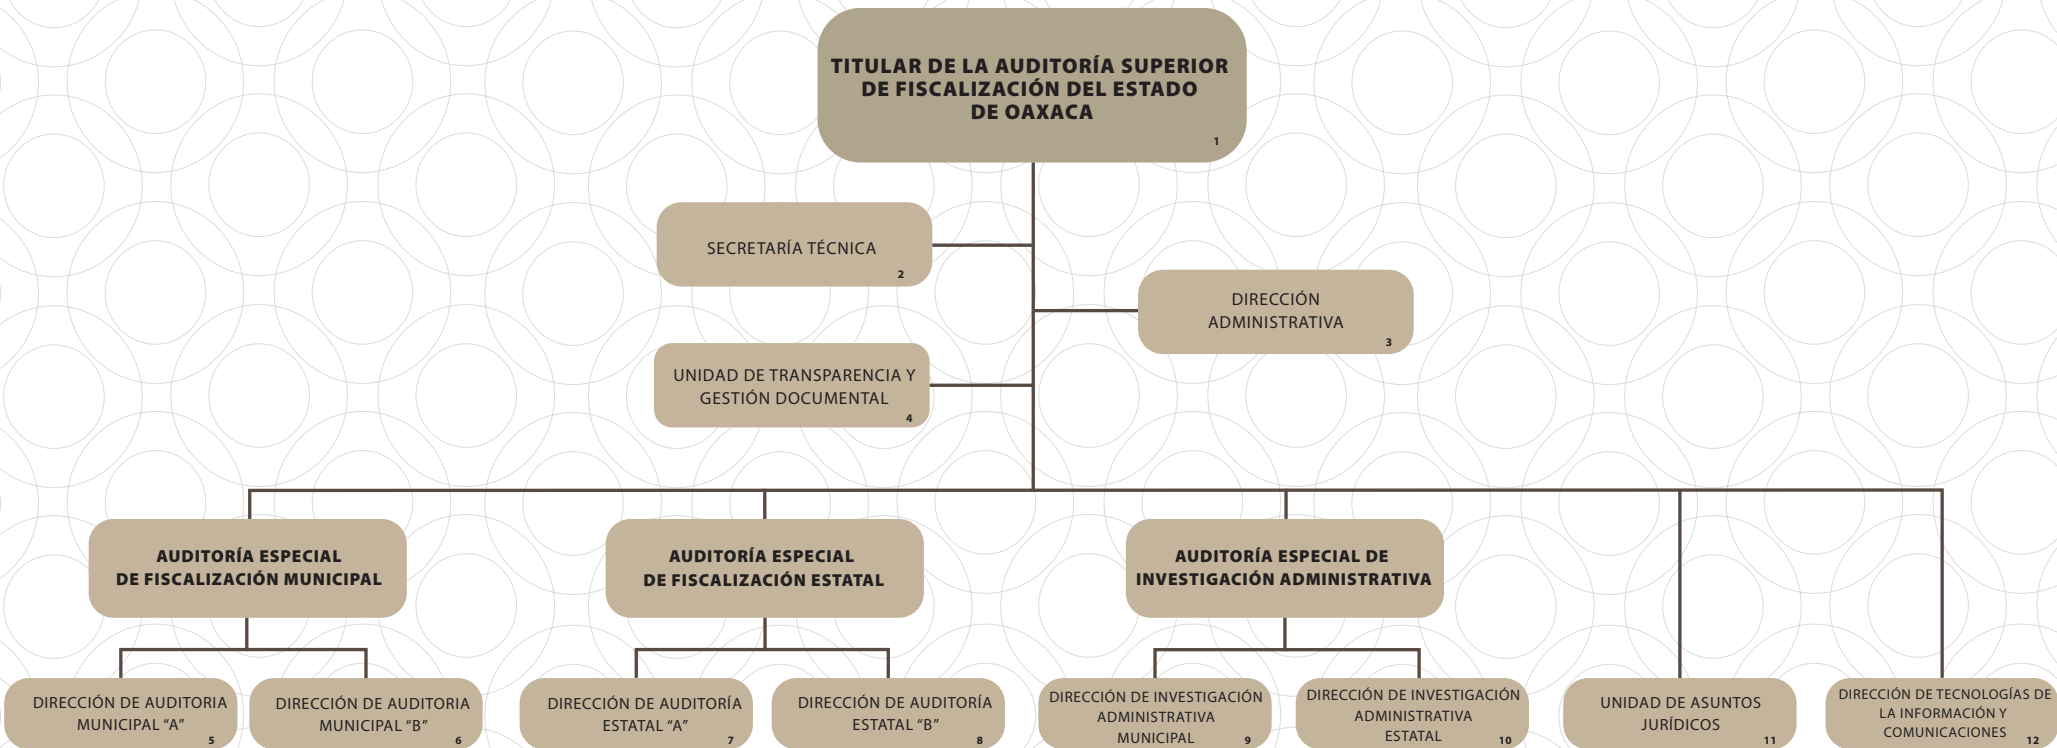 TITULAR DE LA AUDITORÍA SUPERIOR
DE FISCALIZACIÓN DEL ESTADO
DE OAXACA
1
SECRETARÍA TÉCNICA
2
DIRECCIÓN
ADMINISTRATIVA
3
UNIDAD DE TRANSPARENCIA Y
GESTIÓN DOCUMENTAL
4
AUDITORÍA ESPECIAL
DE FISCALIZACIÓN MUNICIPAL
AUDITORÍA ESPECIAL
DE FISCALIZACIÓN ESTATAL
AUDITORÍA ESPECIAL DE
INVESTIGACIÓN ADMINISTRATIVA
DIRECCIÓN DE AUDITORIA
MUNICIPAL “A”
5
DIRECCIÓN DE AUDITORIA
MUNICIPAL “B”
6
DIRECCIÓN DE AUDITORÍA
ESTATAL “A”
7
DIRECCIÓN DE AUDITORÍA
ESTATAL “B”
8
DIRECCIÓN DE INVESTIGACIÓN
ADMINISTRATIVA
MUNICIPAL
9
DIRECCIÓN DE INVESTIGACIÓN
ADMINISTRATIVA
ESTATAL
10
UNIDAD DE ASUNTOS
JURÍDICOS
11
DIRECCIÓN DE TECNOLOGÍAS DE
LA INFORMACIÓN Y
COMUNICACIONES
12